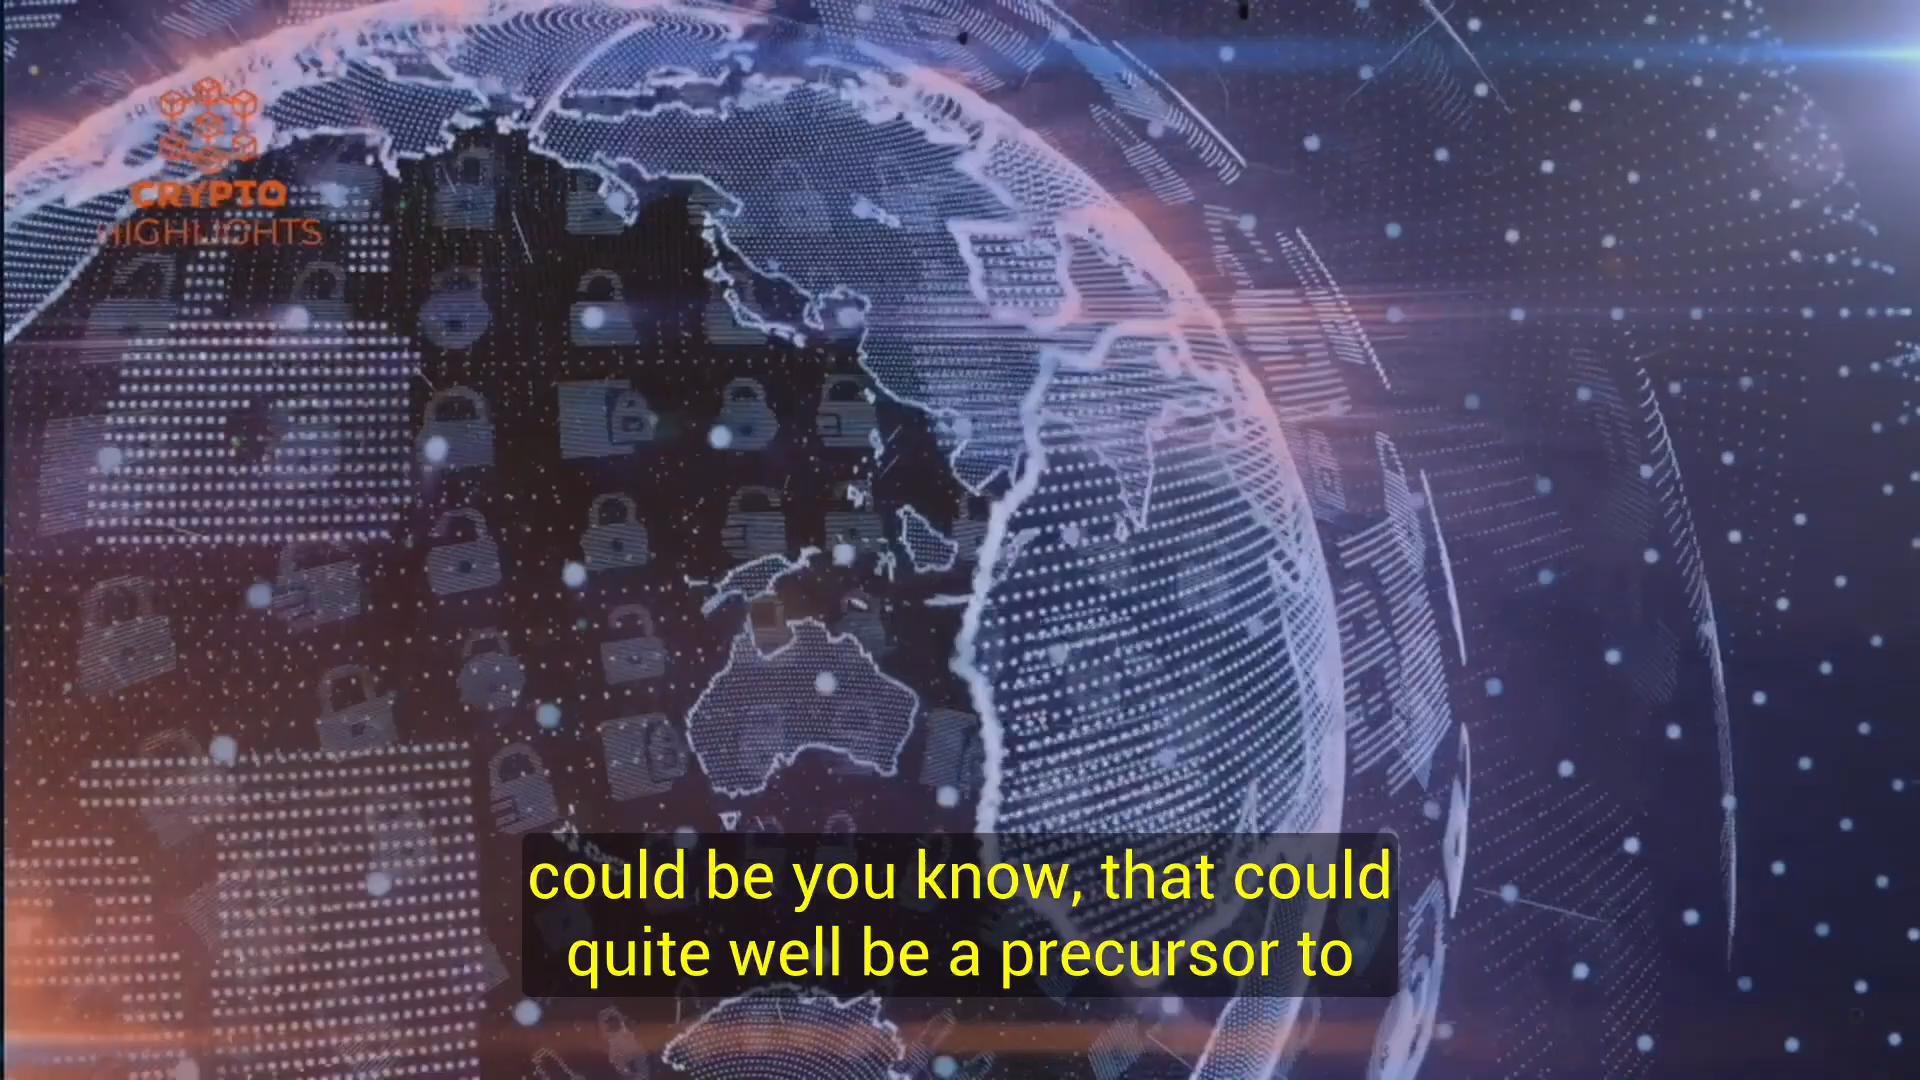 CRYPTO
HIGHLIGHTS
could be you know, that could
quite well be a precursor to